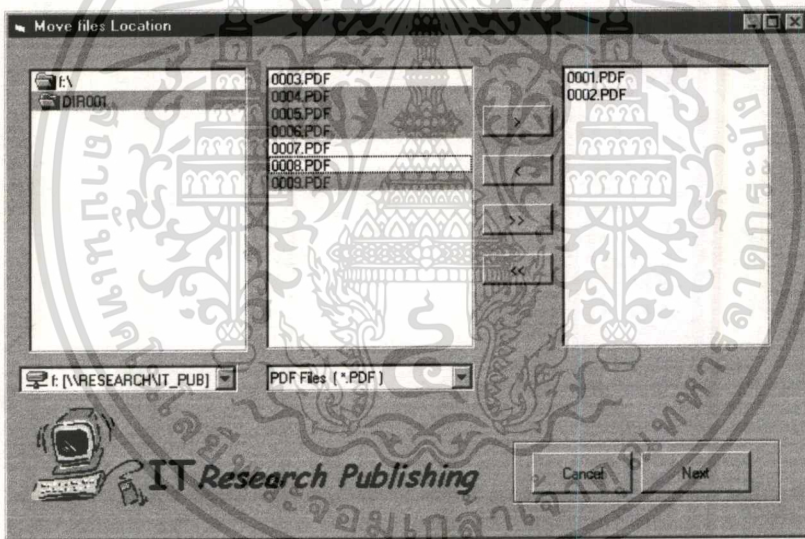 Move files Location
f:\
DIR001
0003.PDF
0004.PDF
0005.PDF
0006.PDF
0007.PDF
0008.PDF
0009.PDF
>
<
>>
<<
0001.PDF
0002.PDF
f: [\\RESEARCH\IT_PUB]
PDF Files ( *.PDF )
IT Research Publishing
Cancel
Next